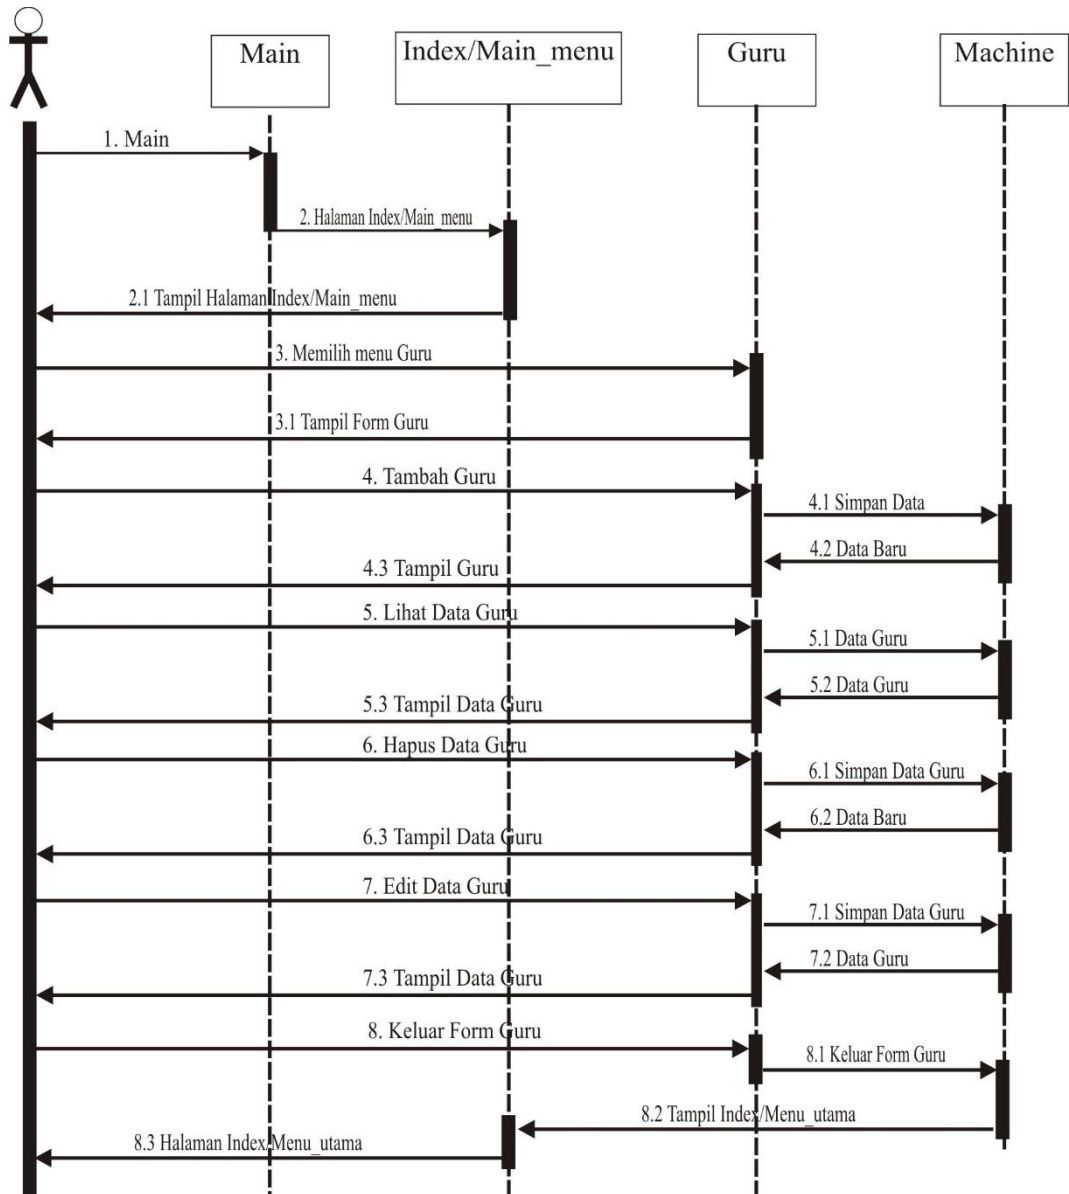 Main
Index/Main_menu
Guru
Machine
1. Main
2. Halaman Index/Main_menu
2.1 Tampil Halaman Index/Main_menu
3. Memilih menu Guru
3.1 Tampil Form Guru
4. Tambah Guru
4.1 Simpan Data
4.2 Data Baru
4.3 Tampil Guru
5. Lihat Data Guru
5.1 Data Guru
5.2 Data Guru
5.3 Tampil Data Guru
6. Hapus Data Guru
6.1 Simpan Data Guru
6.2 Data Baru
6.3 Tampil Data Guru
7. Edit Data Guru
7.1 Simpan Data Guru
7.2 Data Guru
7.3 Tampil Data Guru
8. Keluar Form Guru
8.1 Keluar Form Guru
8.2 Tampil Index/Menu_utama
8.3 Halaman Index/Menu_utama